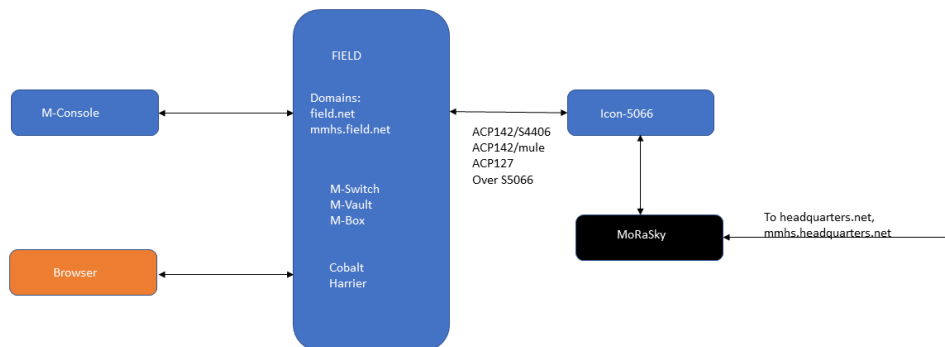 FIELD
M-Console
Domains:
field.net
mmhs.field.net
Icon-5066
ACP142/S4406
ACP142/mule
ACP127
Over S5066
M-Switch
M-Vault
M-Box
MoRaSky
To headquarters.net,
mmhs.headquarters.net
Browser
Cobalt
Harrier